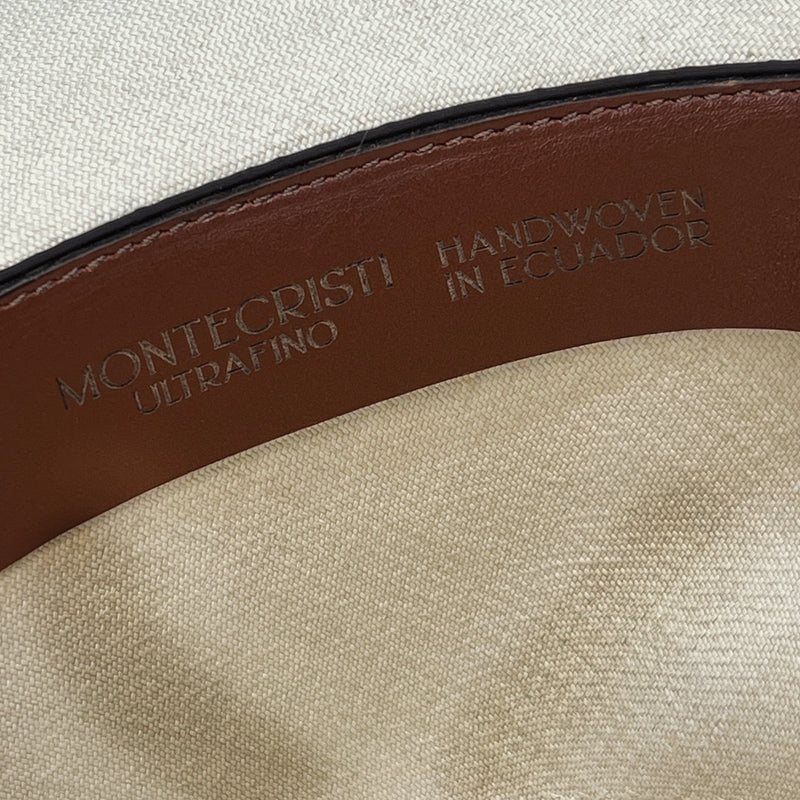 MONTECRISTI
ULTRAFINO
HANDWOVEN
IN ECUADOR